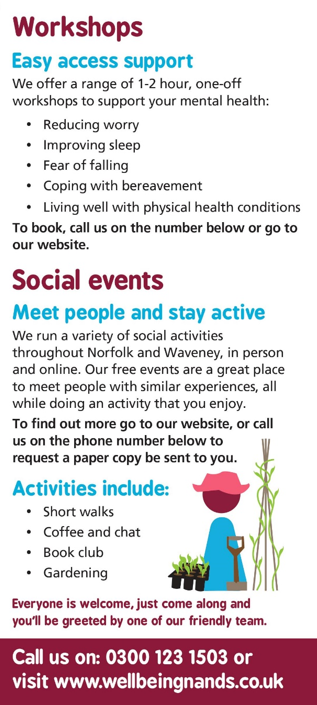 Workshops
Easy access support
We offer a range of 1-2 hour, one-off
workshops to support your mental health:
• Reducing worry
• Improving sleep
• Fear of falling
• Coping with bereavement
• Living well with physical health conditions
To book, call us on the number below or go to
our website.
Social events
Meet people and stay active
We run a variety of social activities
throughout Norfolk and Waveney, in person
and online. Our free events are a great place
to meet people with similar experiences, all
while doing an activity that you enjoy.
To find out more go to our website, or call
us on the phone number below to
request a paper copy be sent to you.
Activities include:
• Short walks
• Coffee and chat
• Book club
• Gardening
Everyone is welcome, just come along and
you'll be greeted by one of our friendly team.
Call us on: 0300 123 1503 or
visit www.wellbeingnands.co.uk